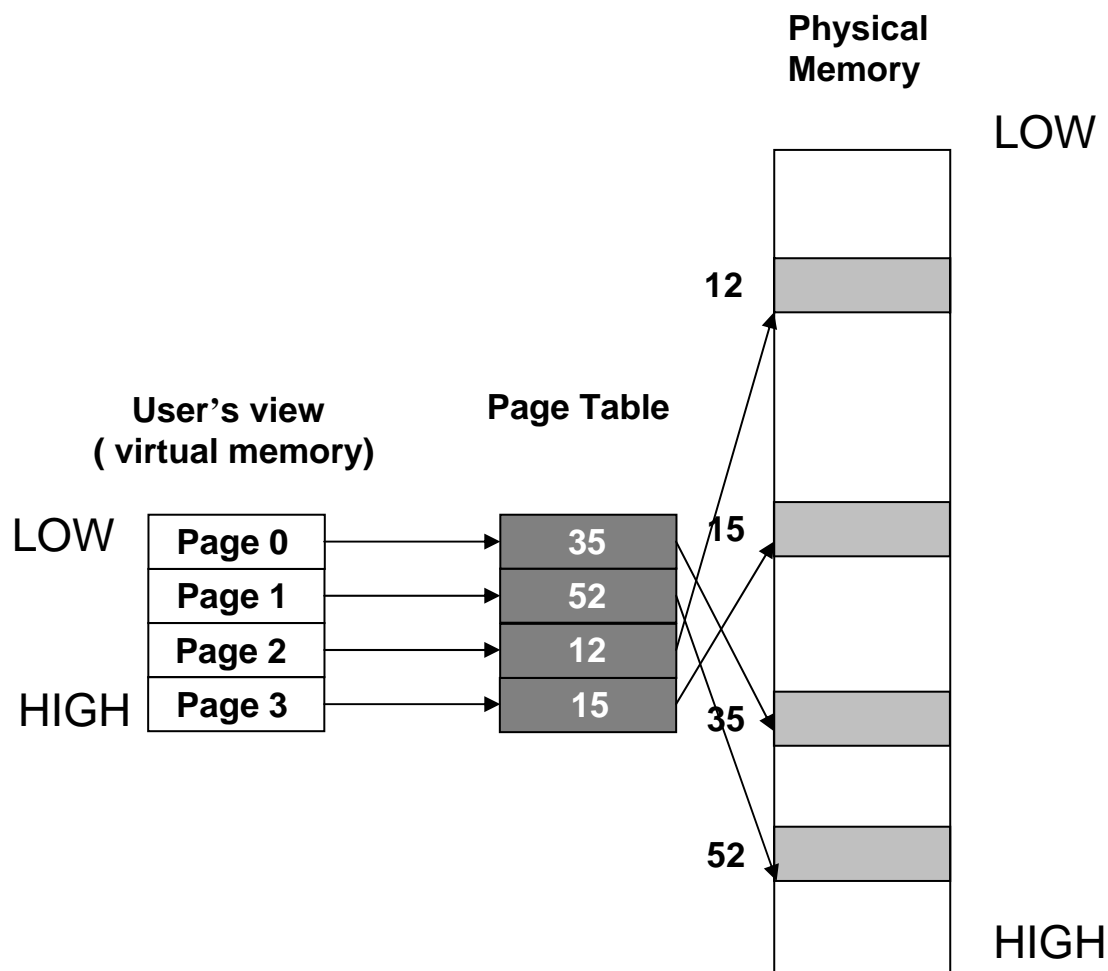 Physical
Memory
LOW
12
User’s view
( virtual memory)
Page Table
LOW
Page 0
35
15
Page 1
52
Page 2
12
HIGH
Page 3
15
35
52
HIGH